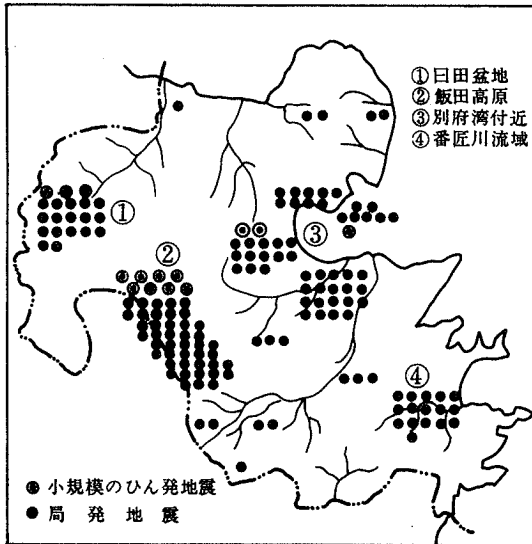 ①日田盆地
②飯田高原
③別府湾付近
④番匠川流域
①
②
③
④
小規模のひん発地震
局発地震